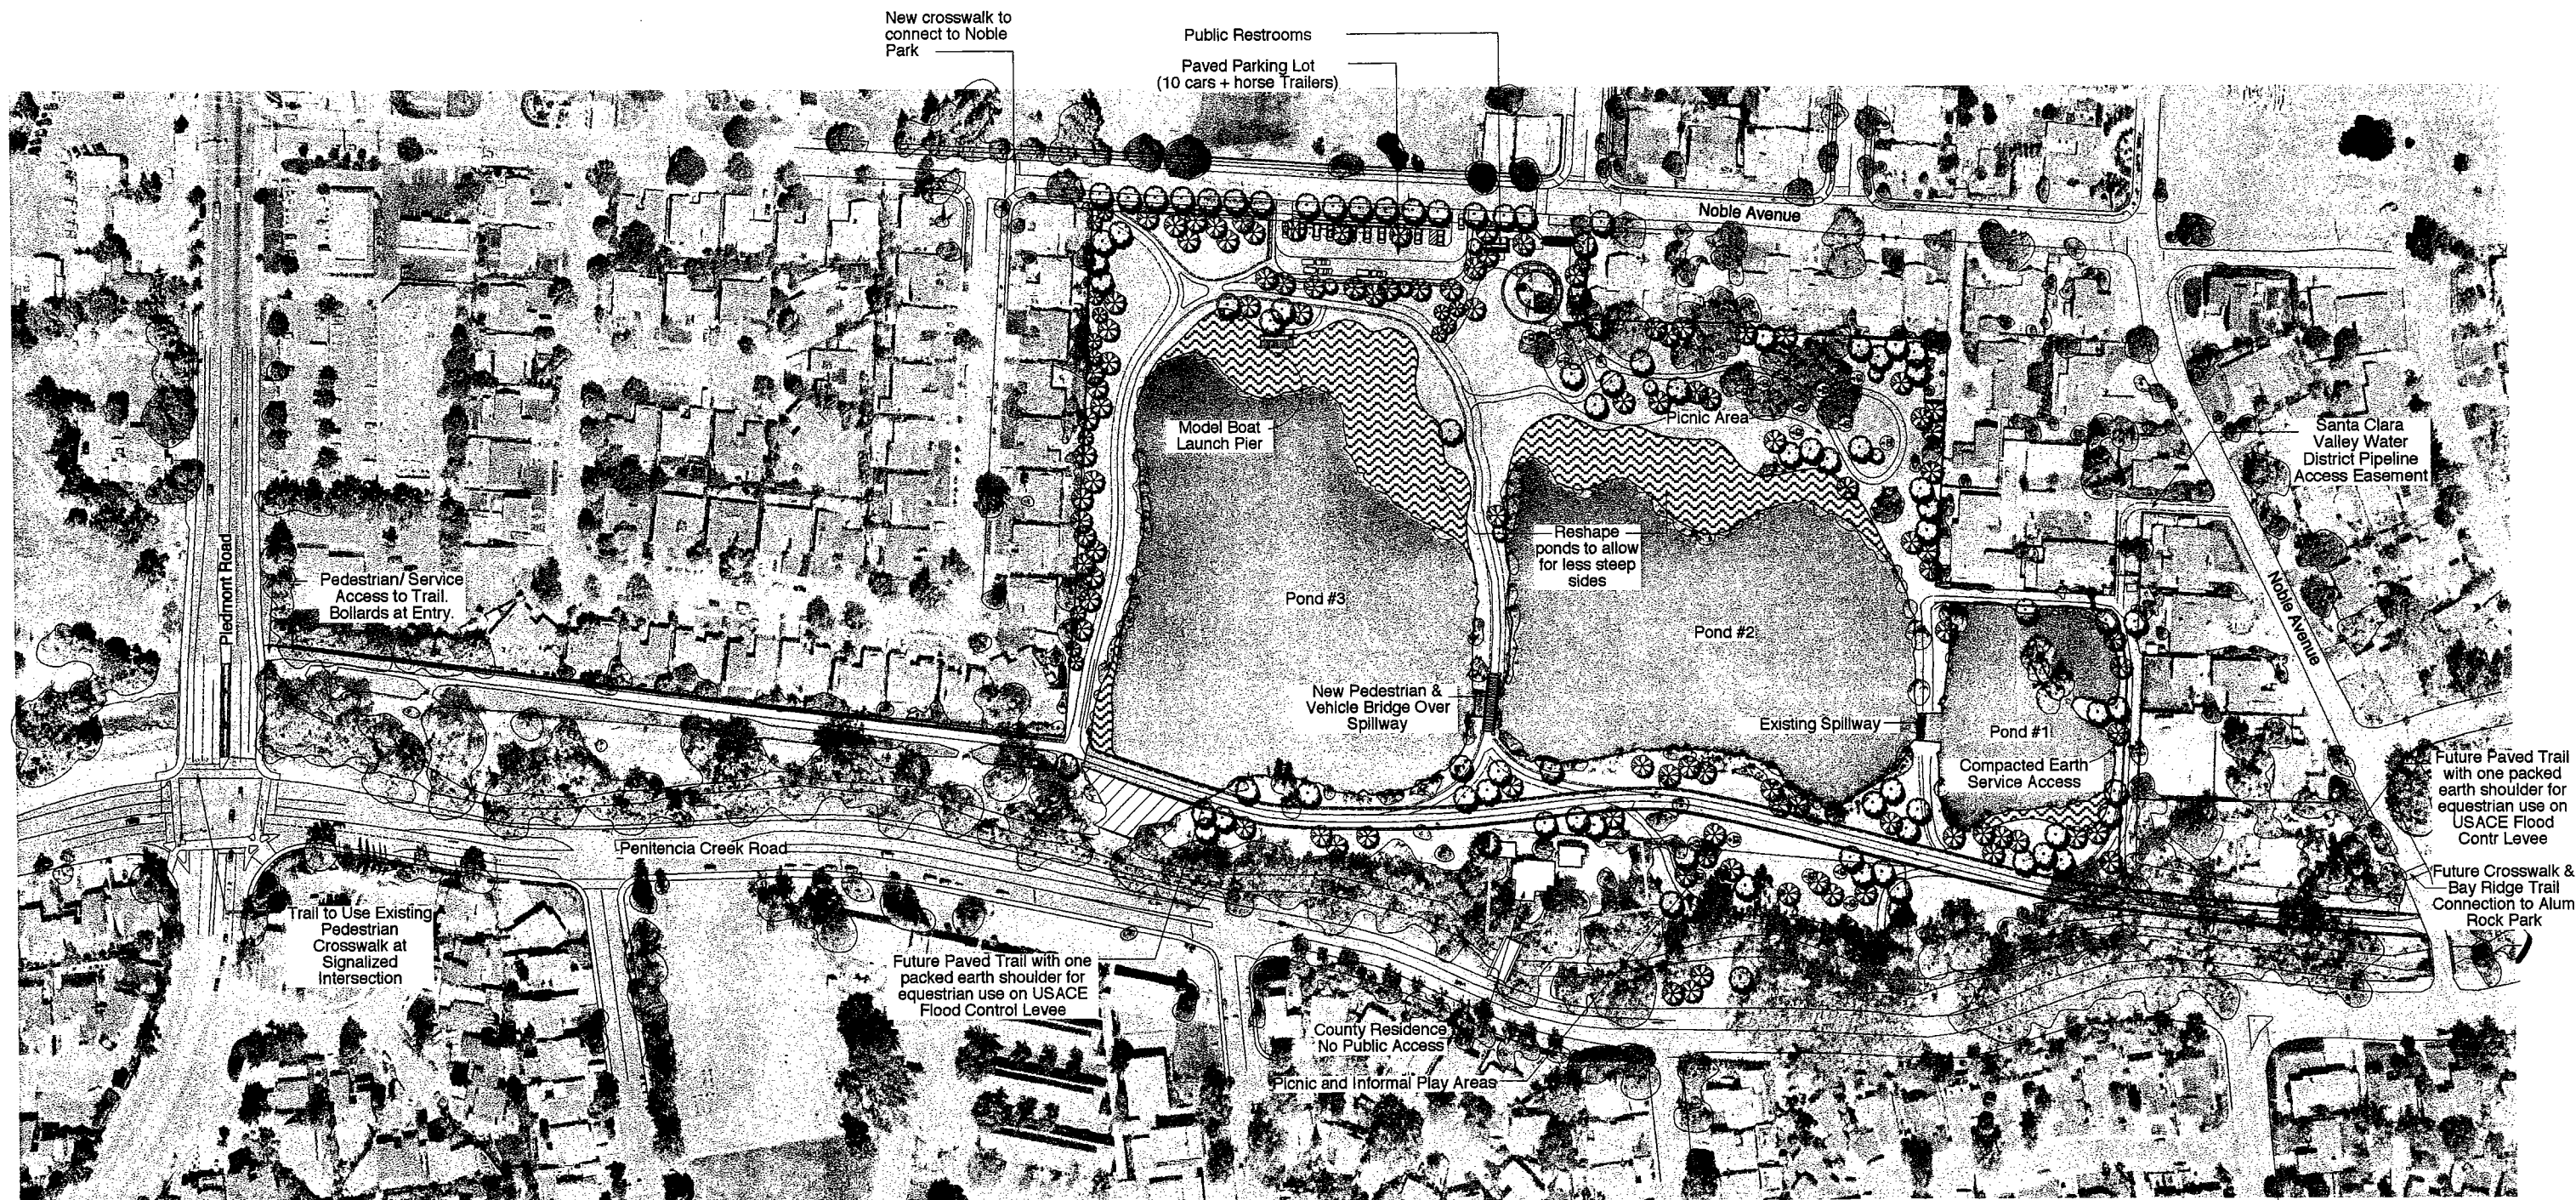 New crosswalk to
connect to Noble
Park
Public Restrooms
Paved Parking Lot
(10 cars + horse Trailers)
Noble Avenue
Model Boat
Launch Pier
Picnic Area
Santa Clara
Valley Water
District Pipeline
Access Easement
Piedmont Road
Pedestrian/ Service
Access to Trail.
Bollards at Entry.
Reshape
ponds to allow
for less steep
sides
Pond #3
Pond #2
Noble Avenue
New Pedestrian &
Vehicle Bridge Over
Spillway
Existing Spillway
Pond #1
Compacted Earth
Service Access
Future Paved Trail
with one packed
earth shoulder for
equestrian use on
USACE Flood
Contr Levee
Penitencia Creek Road
Future Crosswalk &
Bay Ridge Trail
Connection to Alum
Rock Park
Trail to Use Existing
Pedestrian
Crosswalk at
Signalized
Intersection
Future Paved Trail with one
packed earth shoulder for
equestrian use on USACE
Flood Control Levee
County Residence
No Public Access
Picnic and Informal Play Areas